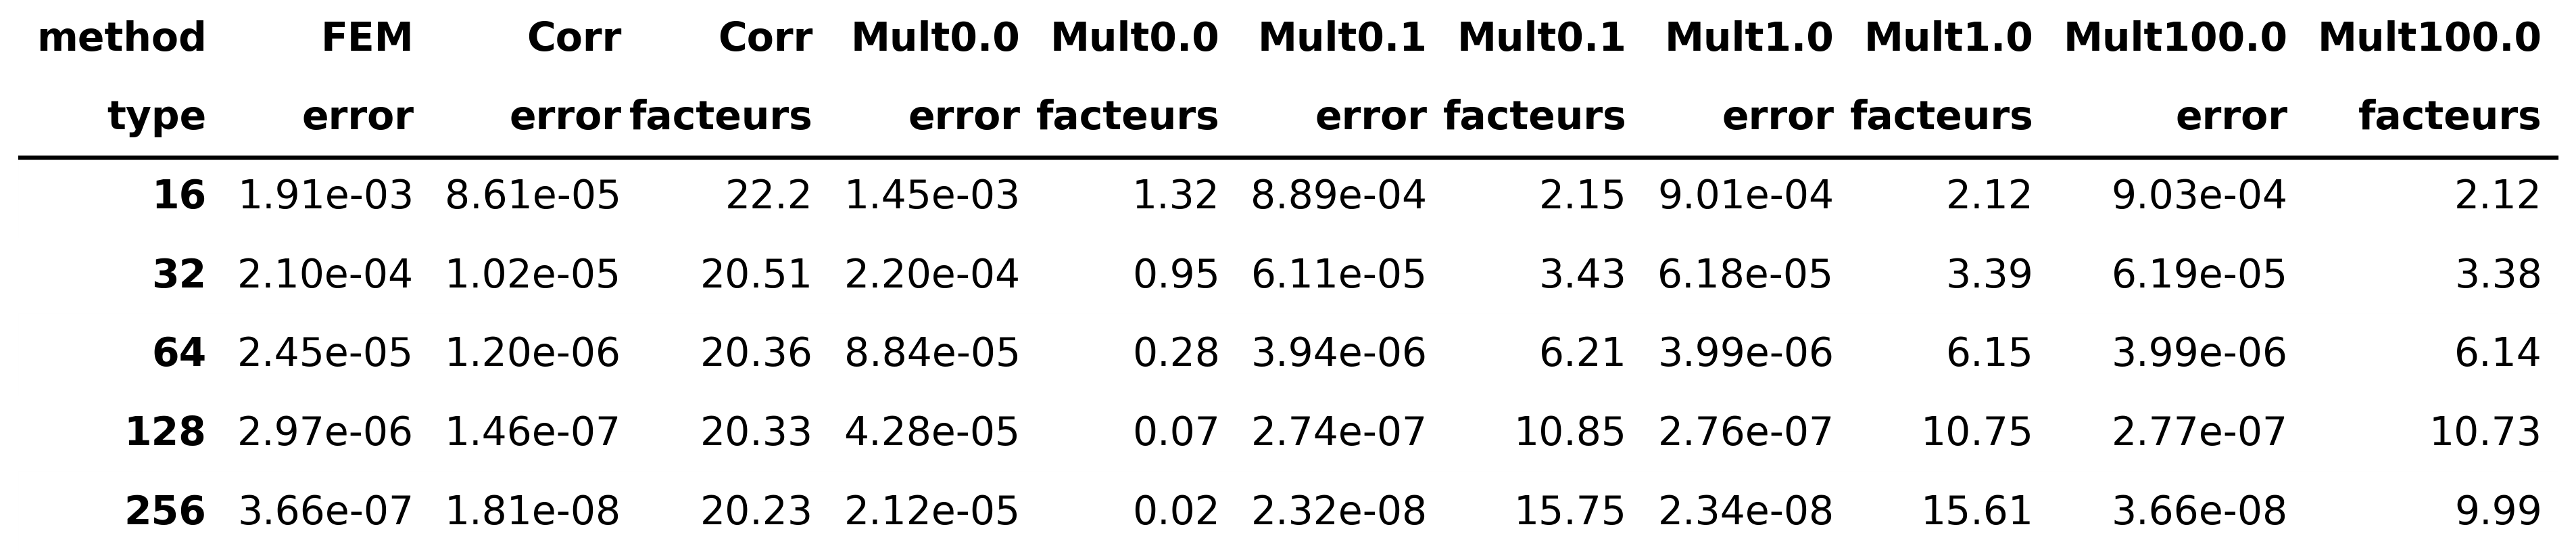 method FEM Corr Corr Mult0.0 Mult0.0 Mult0.1 Mult0.1 Mult1.0 Mult1.0 Mult100.0 Mult100.0
type error error facteurs error facteurs error facteurs error facteurs error facteurs
16 1.91e-03 8.61e-05 22.2 1.45e-03 1.32 8.89e-04 2.15 9.01e-04 2.12 9.03e-04 2.12
32 2.10e-04 1.02e-05 20.51 2.20e-04 0.95 6.11e-05 3.43 6.18e-05 3.39 6.19e-05 3.38
64 2.45e-05 1.20e-06 20.36 8.84e-05 0.28 3.94e-06 6.21 3.99e-06 6.15 3.99e-06 6.14
128 2.97e-06 1.46e-07 20.33 4.28e-05 0.07 2.74e-07 10.85 2.76e-07 10.75 2.77e-07 10.73
256 3.66e-07 1.81e-08 20.23 2.12e-05 0.02 2.32e-08 15.75 2.34e-08 15.61 3.66e-08 9.99